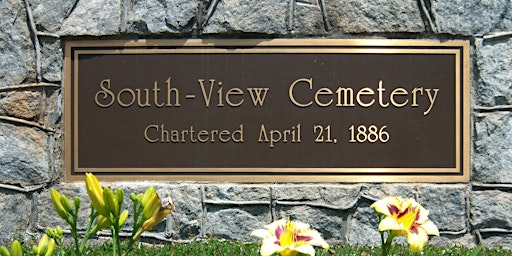 South-View Cemetery
Chartered April 21, 1886